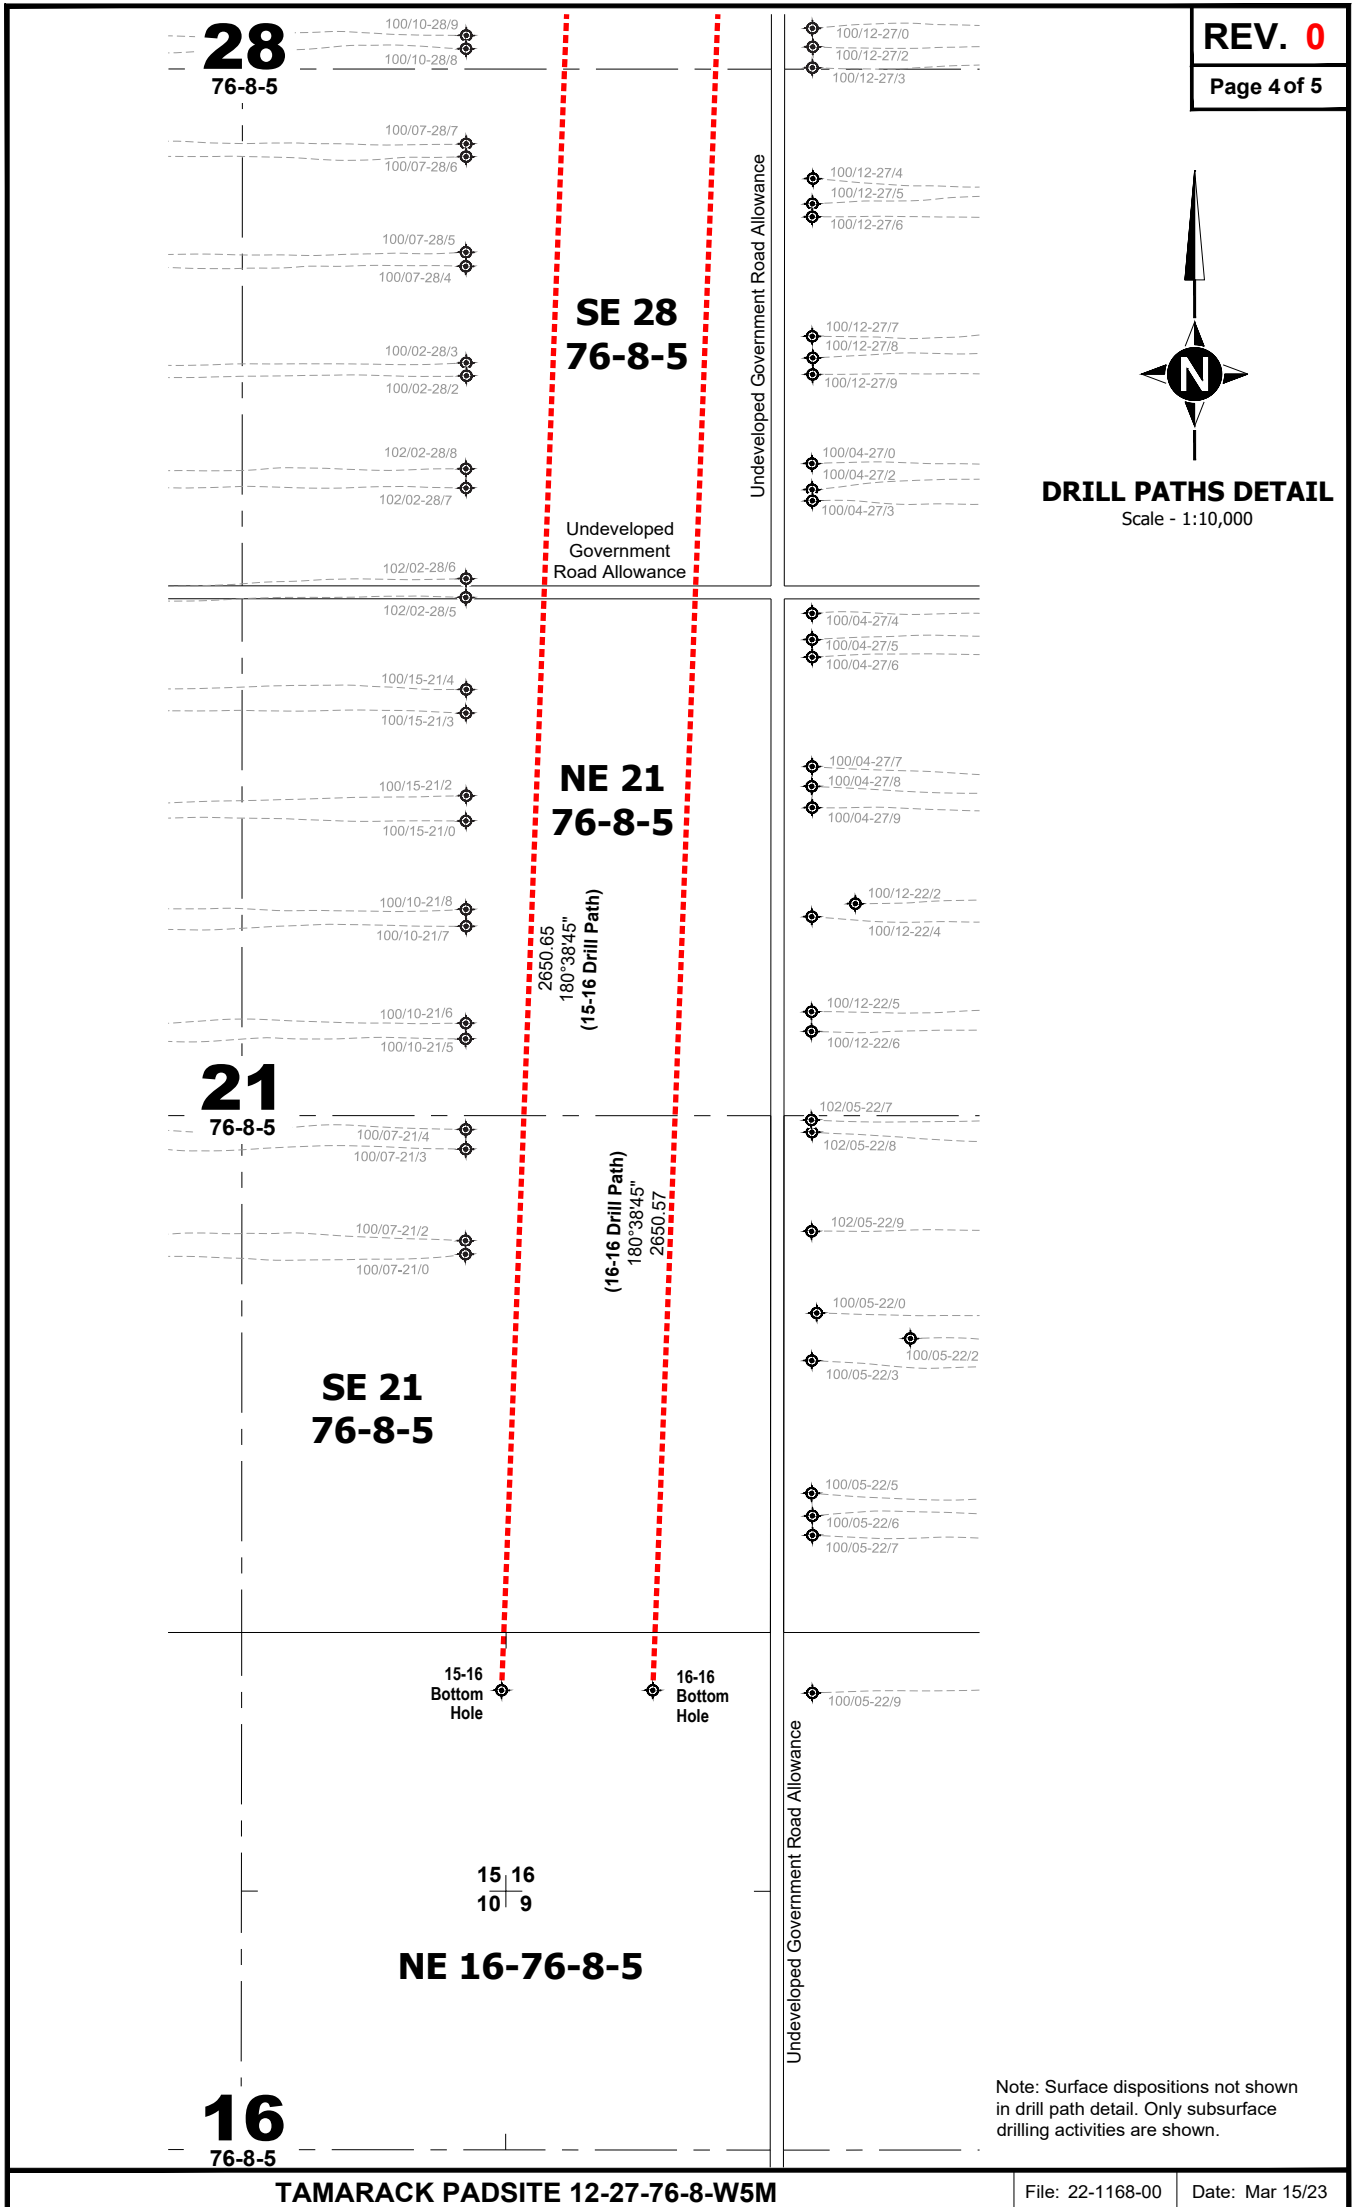 REV. 0
Page 4 of 5
28
76-8-5
100/10-28/9
100/10-28/8
100/07-28/7
100/07-28/6
100/07-28/5
100/07-28/4
100/02-28/3
100/02-28/2
102/02-28/8
102/02-28/7
102/02-28/6
102/02-28/5
100/15-21/4
100/15-21/3
100/15-21/2
100/15-21/0
100/10-21/8
100/10-21/7
100/10-21/6
100/10-21/5
21
76-8-5
100/07-21/4
100/07-21/3
100/07-21/2
100/07-21/0
SE 28
76-8-5
Undeveloped
Government
Road Allowance
Undeveloped Government Road Allowance
NE 21
76-8-5
2650.65
180°38'45"
(15-16 Drill Path)
(16-16 Drill Path)
180°38'45"
2650.57
SE 21
76-8-5
15-16
Bottom
Hole
16-16
Bottom
Hole
15 16
10 9
NE 16-76-8-5
16
76-8-5
Undeveloped Government Road Allowance
100/12-27/0
100/12-27/2
100/12-27/3
100/12-27/4
100/12-27/5
100/12-27/6
100/12-27/7
100/12-27/8
100/12-27/9
100/04-27/0
100/04-27/2
100/04-27/3
100/04-27/4
100/04-27/5
100/04-27/6
100/04-27/7
100/04-27/8
100/04-27/9
100/12-22/2
100/12-22/4
100/12-22/5
100/12-22/6
102/05-22/7
102/05-22/8
102/05-22/9
100/05-22/0
100/05-22/2
100/05-22/3
100/05-22/5
100/05-22/6
100/05-22/7
100/05-22/9
N
DRILL PATHS DETAIL
Scale - 1:10,000
Note: Surface dispositions not shown
in drill path detail. Only subsurface
drilling activities are shown.
TAMARACK PADSITE 12-27-76-8-W5M
File: 22-1168-00
Date: Mar 15/23